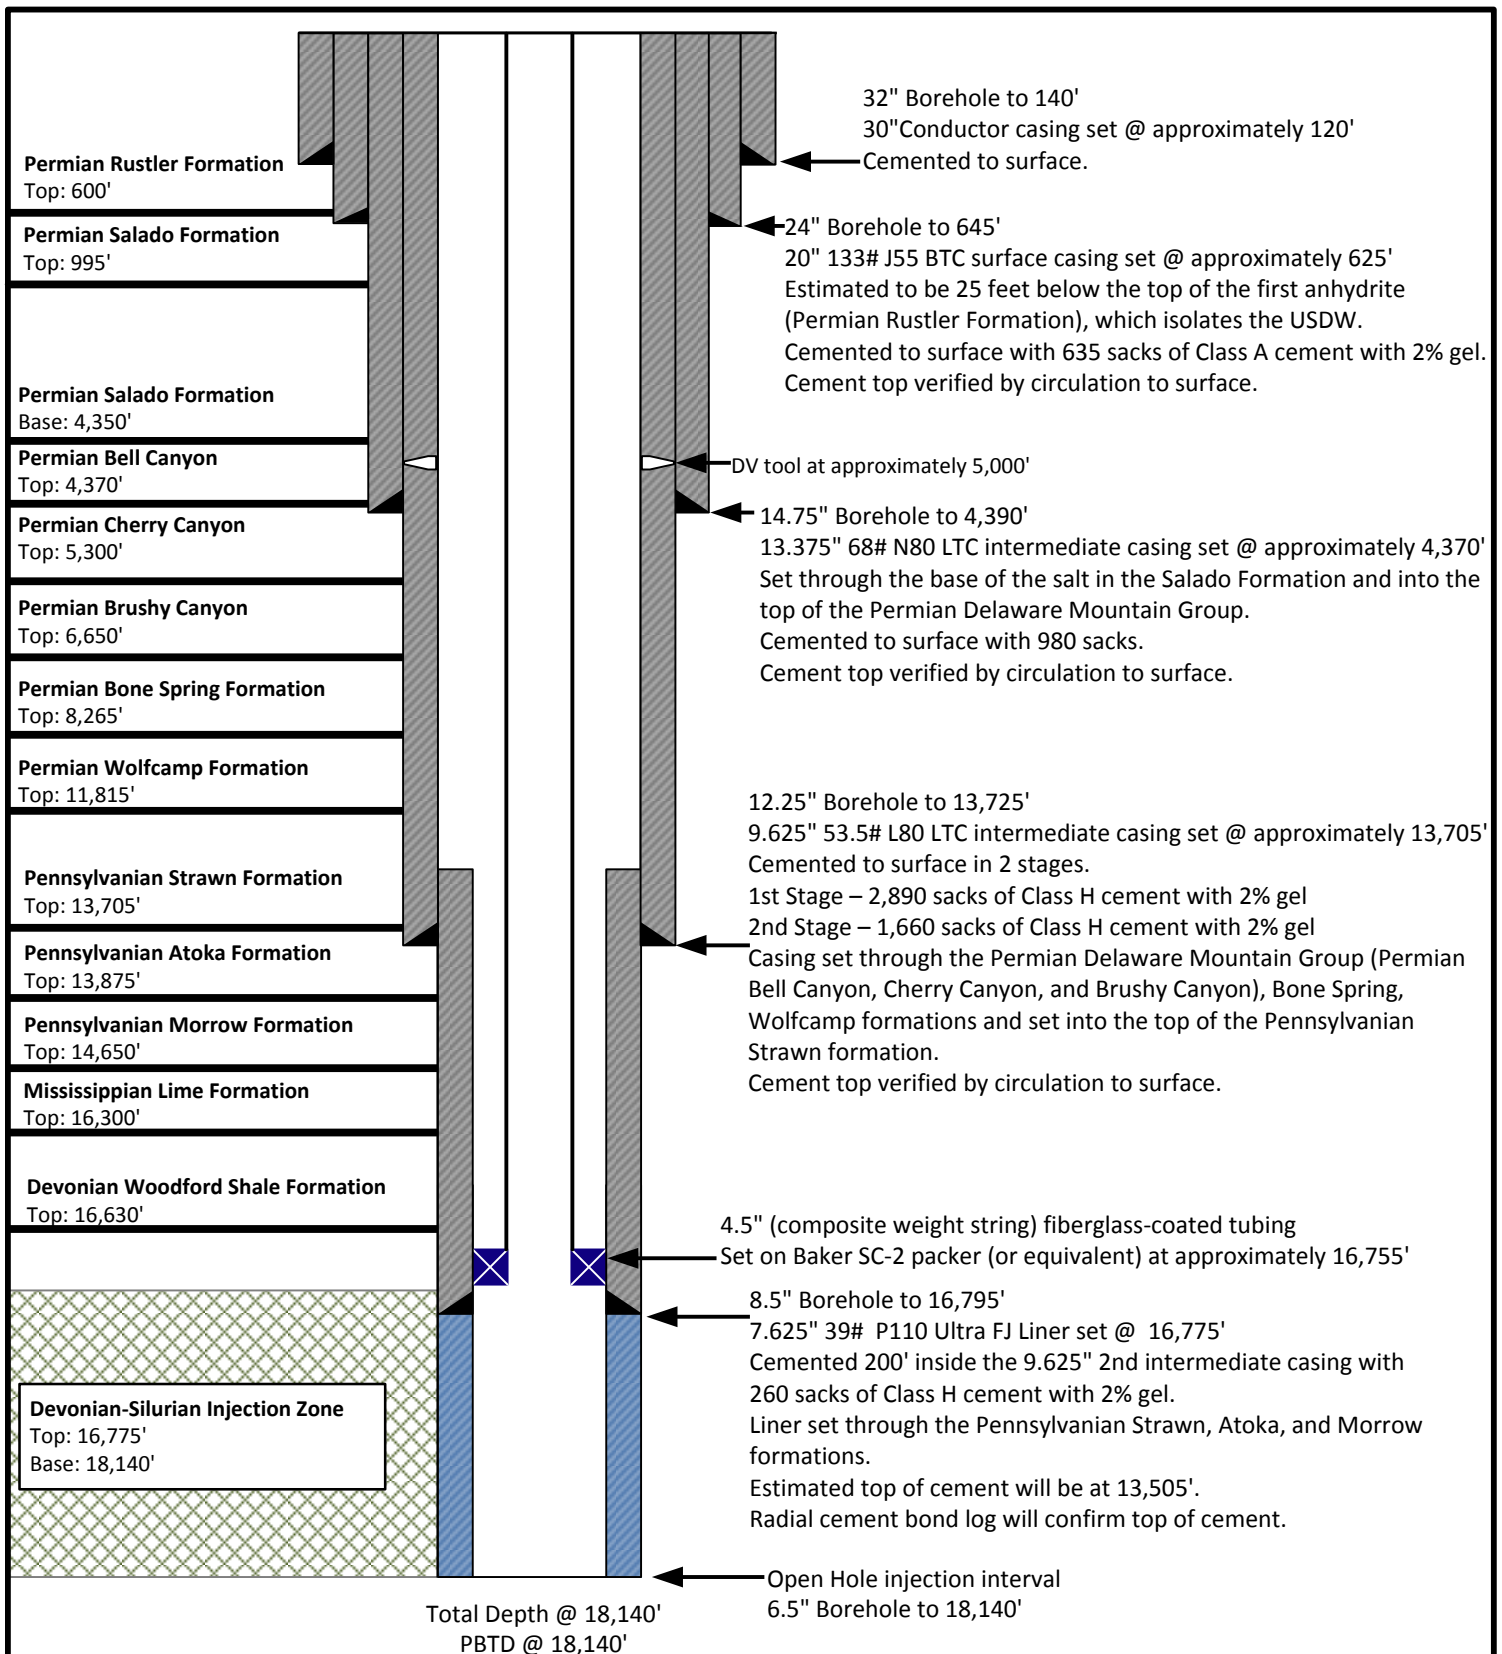 Permian Rustler Formation
Top: 600'
Permian Salado Formation
Top: 995'
Permian Salado Formation
Base: 4,350'
Permian Bell Canyon
Top: 4,370'
Permian Cherry Canyon
Top: 5,300'
Permian Brushy Canyon
Top: 6,650'
Permian Bone Spring Formation
Top: 8,265'
Permian Wolfcamp Formation
Top: 11,815'
Pennsylvanian Strawn Formation
Top: 13,705'
Pennsylvanian Atoka Formation
Top: 13,875'
Pennsylvanian Morrow Formation
Top: 14,650'
Mississippian Lime Formation
Top: 16,300'
Devonian Woodford Shale Formation
Top: 16,630'
Devonian-Silurian Injection Zone
Top: 16,775'
Base: 18,140'
32" Borehole to 140'
30"Conductor casing set @ approximately 120'
Cemented to surface.
24" Borehole to 645'
20" 133# J55 BTC surface casing set @ approximately 625'
Estimated to be 25 feet below the top of the first anhydrite
(Permian Rustler Formation), which isolates the USDW.
Cemented to surface with 635 sacks of Class A cement with 2% gel.
Cement top verified by circulation to surface.
DV tool at approximately 5,000'
14.75" Borehole to 4,390'
13.375" 68# N80 LTC intermediate casing set @ approximately 4,370'
Set through the base of the salt in the Salado Formation and into the
top of the Permian Delaware Mountain Group.
Cemented to surface with 980 sacks.
Cement top verified by circulation to surface.
12.25" Borehole to 13,725'
9.625" 53.5# L80 LTC intermediate casing set @ approximately 13,705'
Cemented to surface in 2 stages.
1st Stage – 2,890 sacks of Class H cement with 2% gel
2nd Stage – 1,660 sacks of Class H cement with 2% gel
Casing set through the Permian Delaware Mountain Group (Permian
Bell Canyon, Cherry Canyon, and Brushy Canyon), Bone Spring,
Wolfcamp formations and set into the top of the Pennsylvanian
Strawn formation.
Cement top verified by circulation to surface.
4.5" (composite weight string) fiberglass-coated tubing
Set on Baker SC-2 packer (or equivalent) at approximately 16,755'
8.5" Borehole to 16,795'
7.625" 39# P110 Ultra FJ Liner set @ 16,775'
Cemented 200' inside the 9.625" 2nd intermediate casing with
260 sacks of Class H cement with 2% gel.
Liner set through the Pennsylvanian Strawn, Atoka, and Morrow
formations.
Estimated top of cement will be at 13,505'.
Radial cement bond log will confirm top of cement.
Open Hole injection interval
6.5" Borehole to 18,140'
Total Depth @ 18,140'
PBTD @ 18,140'